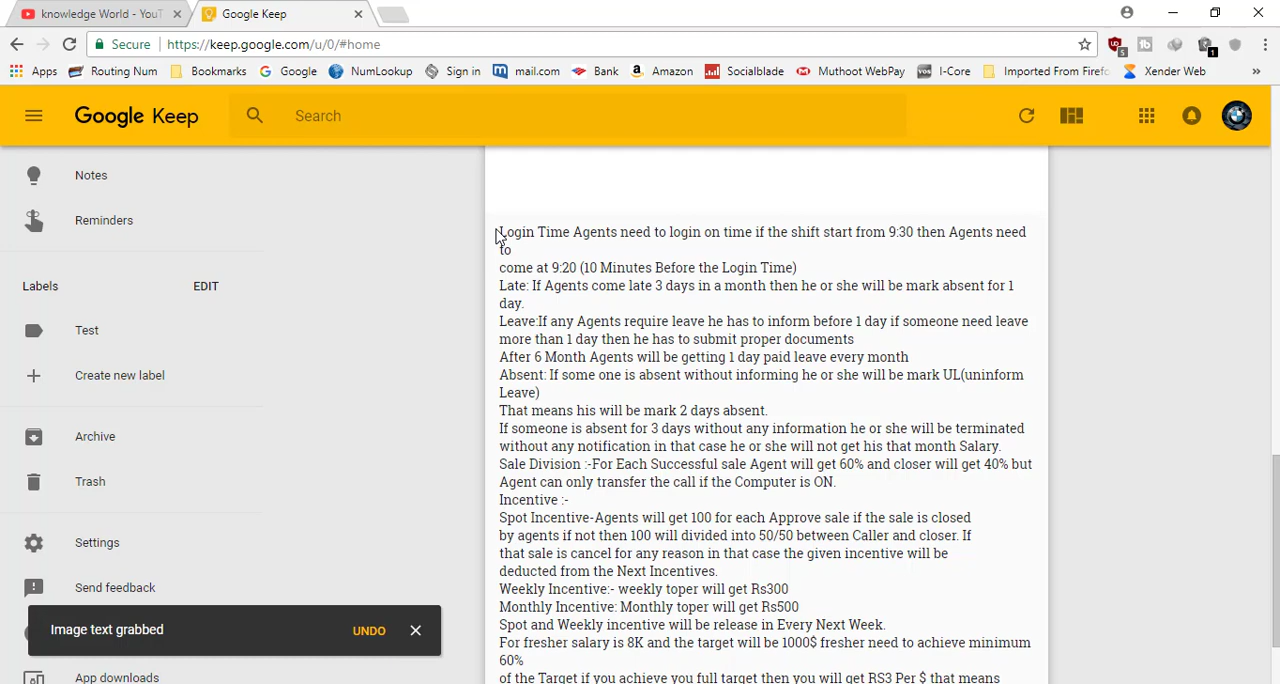 knowledge World - YouT
Google Keep
Secure
https://keep.google.com/u/0/#home
5
1
Apps
Routing Num
Bookmarks
Google
NumLookup
Sign in
mail.com
Bank
Amazon
Socialblade
Muthoot WebPay
I-Core
Imported From Firefo
Xender Web
»
Google Keep
Search
Notes
Reminders
Labels
EDIT
Test
Create new label
Archive
Trash
Settings
Send feedback
App downloads
Image text grabbed
UNDO
Login Time Agents need to login on time if the shift start from 9:30 then Agents need
to
come at 9:20 (10 Minutes Before the Login Time)
Late: If Agents come late 3 days in a month then he or she will be mark absent for 1
day.
Leave:If any Agents require leave he has to inform before 1 day if someone need leave
more than 1 day then he has to submit proper documents
After 6 Month Agents will be getting 1 day paid leave every month
Absent: If some one is absent without informing he or she will be mark UL(uninform
Leave)
That means his will be mark 2 days absent.
If someone is absent for 3 days without any information he or she will be terminated
without any notification in that case he or she will not get his that month Salary.
Sale Division :-For Each Successful sale Agent will get 60% and closer will get 40% but
Agent can only transfer the call if the Computer is ON.
Incentive :-
Spot Incentive-Agents will get 100 for each Approve sale if the sale is closed
by agents if not then 100 will divided into 50/50 between Caller and closer. If
that sale is cancel for any reason in that case the given incentive will be
deducted from the Next Incentives.
Weekly Incentive:- weekly toper will get Rs300
Monthly Incentive: Monthly toper will get Rs500
Spot and Weekly incentive will be release in Every Next Week.
For fresher salary is 8K and the target will be 1000$ fresher need to achieve minimum
60%
of the Target if you achieve you full target then you will get RS3 Per $ that means